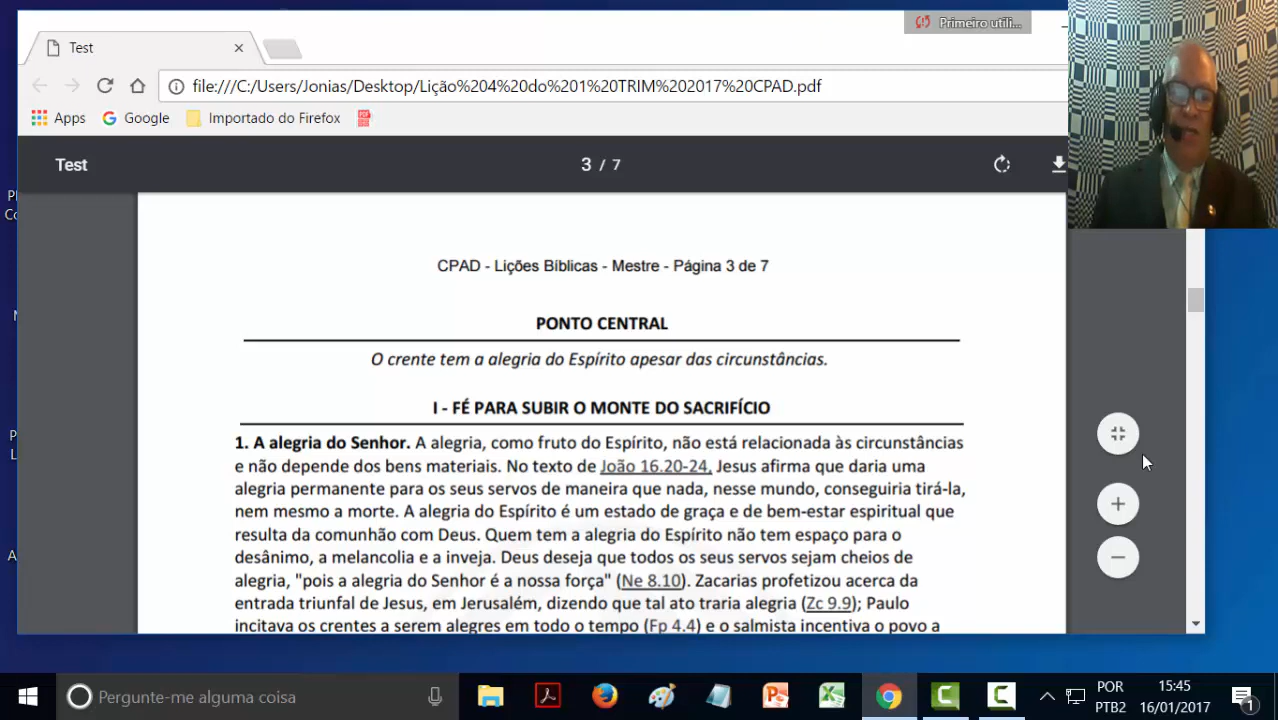 Primeiro utili...
Test
file:///C:/Users/Jonias/Desktop/Lição%204%20do%201%20TRIM%202017%20CPAD.pdf
Apps Google Importado do Firefox
Test 3 / 7
CPAD - Lições Bíblicas - Mestre - Página 3 de 7
PONTO CENTRAL
O crente tem a alegria do Espírito apesar das circunstâncias.
I - FÉ PARA SUBIR O MONTE DO SACRIFÍCIO
1. A alegria do Senhor. A alegria, como fruto do Espírito, não está relacionada às circunstâncias
e não depende dos bens materiais. No texto de João 16.20-24, Jesus afirma que daria uma
alegria permanente para os seus servos de maneira que nada, nesse mundo, conseguiria tirá-la,
nem mesmo a morte. A alegria do Espírito é um estado de graça e de bem-estar espiritual que
resulta da comunhão com Deus. Quem tem a alegria do Espírito não tem espaço para o
desânimo, a melancolia e a inveja. Deus deseja que todos os seus servos sejam cheios de
alegria, "pois a alegria do Senhor é a nossa força" (Ne 8.10). Zacarias profetizou acerca da
entrada triunfal de Jesus, em Jerusalém, dizendo que tal ato traria alegria (Zc 9.9); Paulo
incitava os crentes a serem alegres em todo o tempo (Fp 4.4) e o salmista incentiva o povo a
Pergunte-me alguma coisa
POR
PTB2
15:45
16/01/2017
1